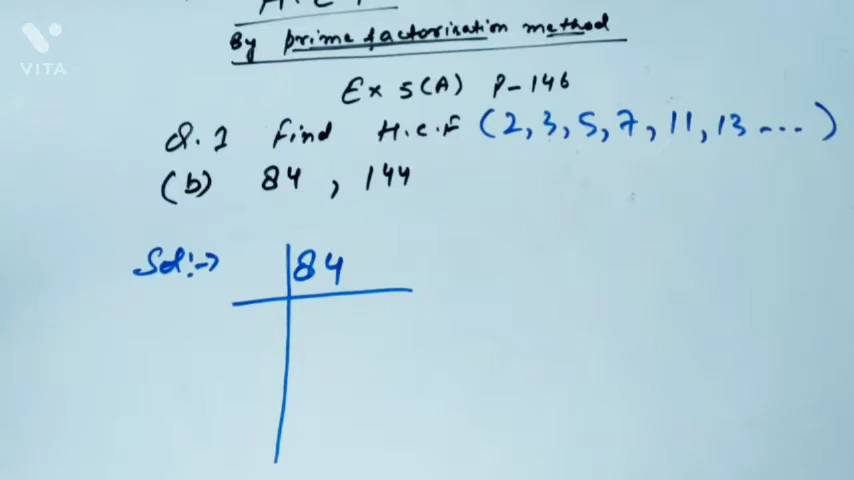 VITA
By prime factorisation method
Ex 5(A) P-146
Q.1 Find H.C.F (2, 3, 5, 7, 11, 13 ....)
(b) 84 , 144
Sol:->
84